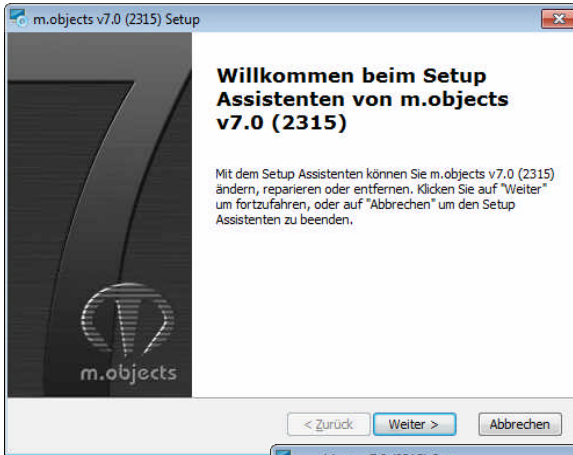 m.objects v7.0 (2315) Setup
Willkommen beim Setup
Assistenten von m.objects
v7.0 (2315)
Mit dem Setup Assistenten können Sie m.objects v7.0 (2315)
ändern, reparieren oder entfernen. Klicken Sie auf "Weiter"
um fortzufahren, oder auf "Abbrechen" um den Setup
Assistenten zu beenden.
7
m.objects
< Zurück
Weiter >
Abbrechen